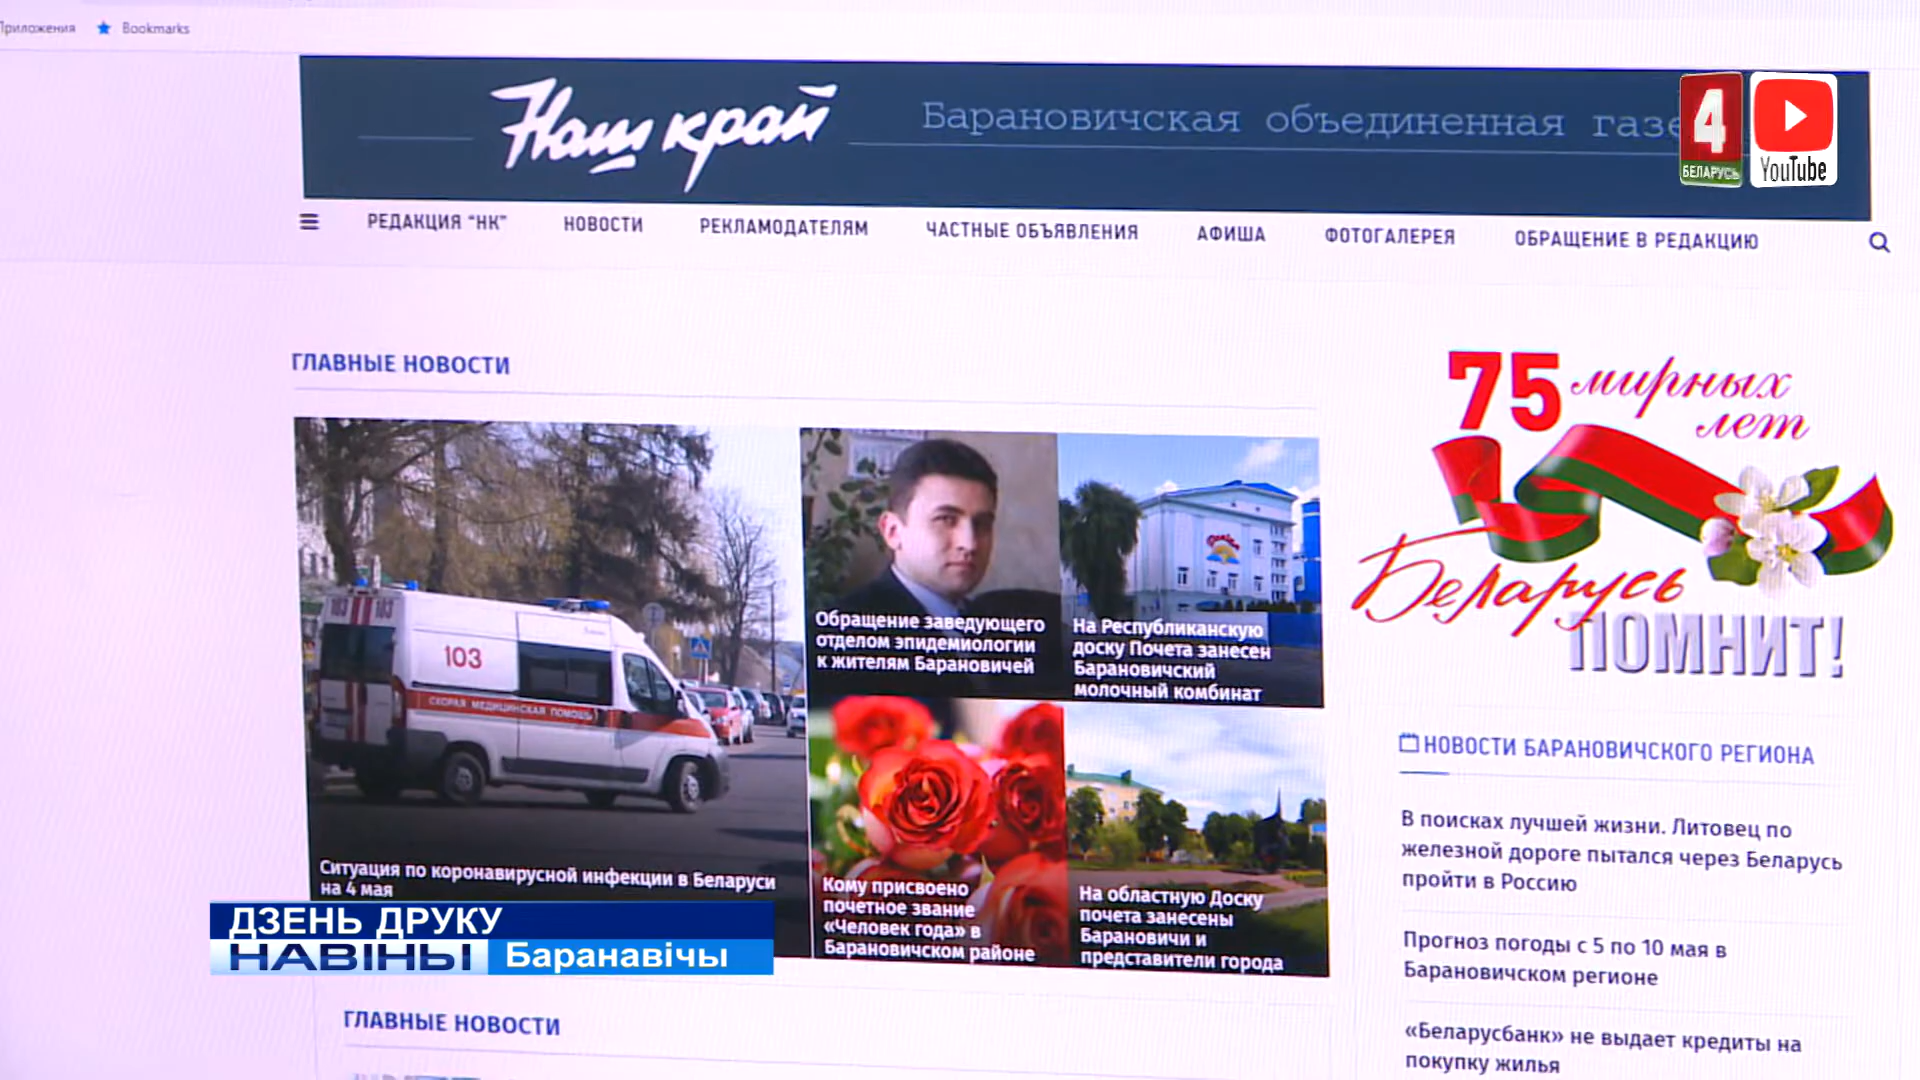 Приложения
Bookmarks
Наш край
Барановичская объединенная
4
БЕЛАРУСЬ
YouTube
РЕДАКЦИЯ “НК”
НОВОСТИ
РЕКЛАМОДАТЕЛЯМ
ЧАСТНЫЕ ОБЪЯВЛЕНИЯ
АФИША
ФОТОГАЛЕРЕЯ
ОБРАЩЕНИЕ В РЕДАКЦИЮ
ГЛАВНЫЕ НОВОСТИ
103
103
103
СКОРАЯ МЕДИЦИНСКАЯ ПОМОЩЬ
Ситуация по коронавирусной инфекции в Беларуси
на 4 мая
Обращение заведующего
отделом эпидемиологии
к жителям Барановичей
На Республиканскую
доску Почета занесен
Барановичский
молочный комбинат
Кому присвоено
почетное звание
«Человек года» в
Барановичском районе
На областную Доску
почета занесены
Барановичи и
представители города
75 мирных
лет
Беларусь
ПОМНИТ!
НОВОСТИ БАРАНОВИЧСКОГО РЕГИОНА
В поисках лучшей жизни. Литовец по
железной дороге пытался через Беларусь
пройти в Россию
Прогноз погоды с 5 по 10 мая в
Барановичском регионе
«Беларусбанк» не выдает кредиты на
покупку жилья
ДЗЕНЬ ДРУКУ
НАВІНЫ
Баранавічы
ГЛАВНЫЕ НОВОСТИ